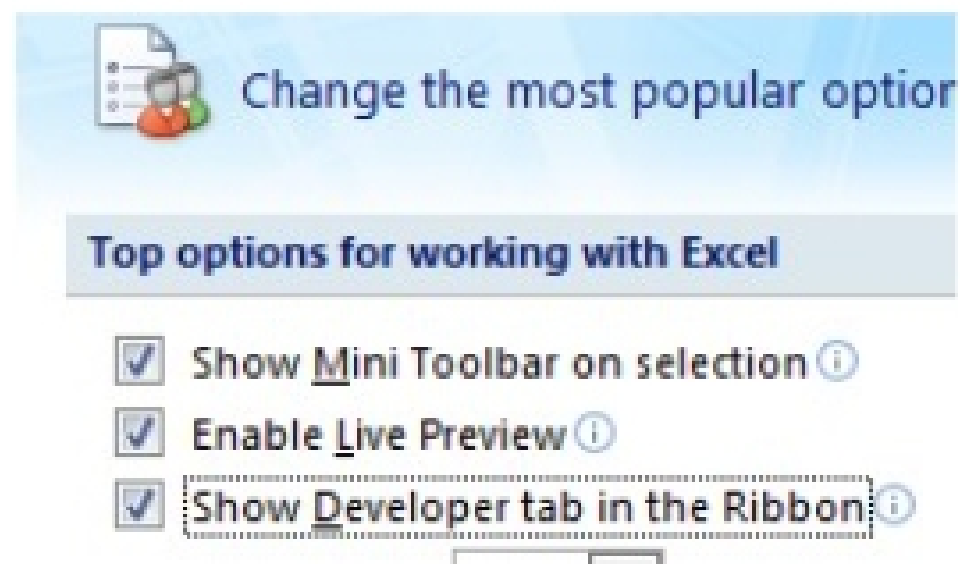 Change the most popular option
Top options for working with Excel
Show Mini Toolbar on selection
Enable Live Preview
Show Developer tab in the Ribbon